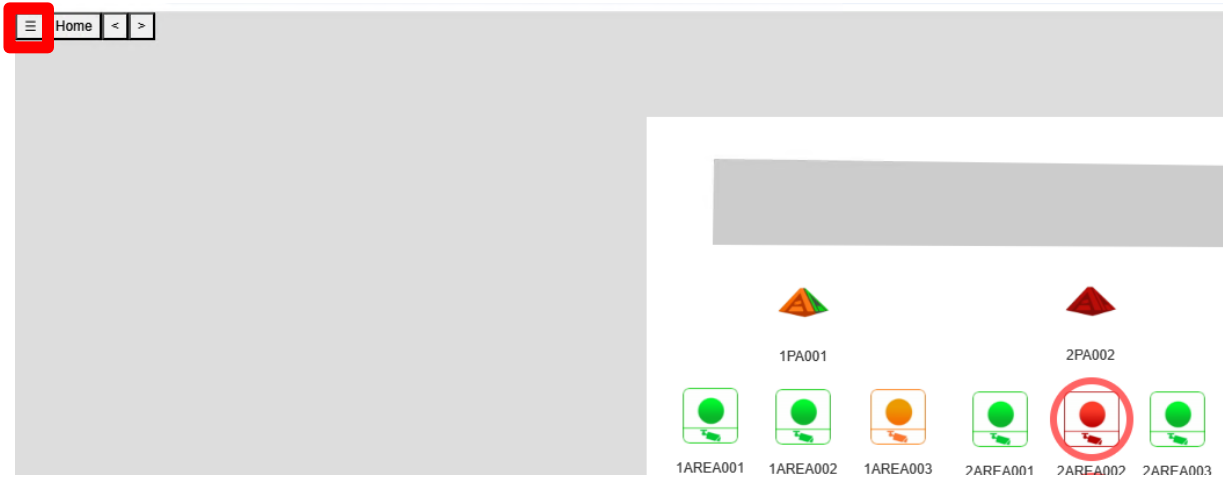 ☰ Home < >
1PA001 2PA002
1AREA001 1AREA002 1AREA003 2AREA001 2AREA002 2AREA003